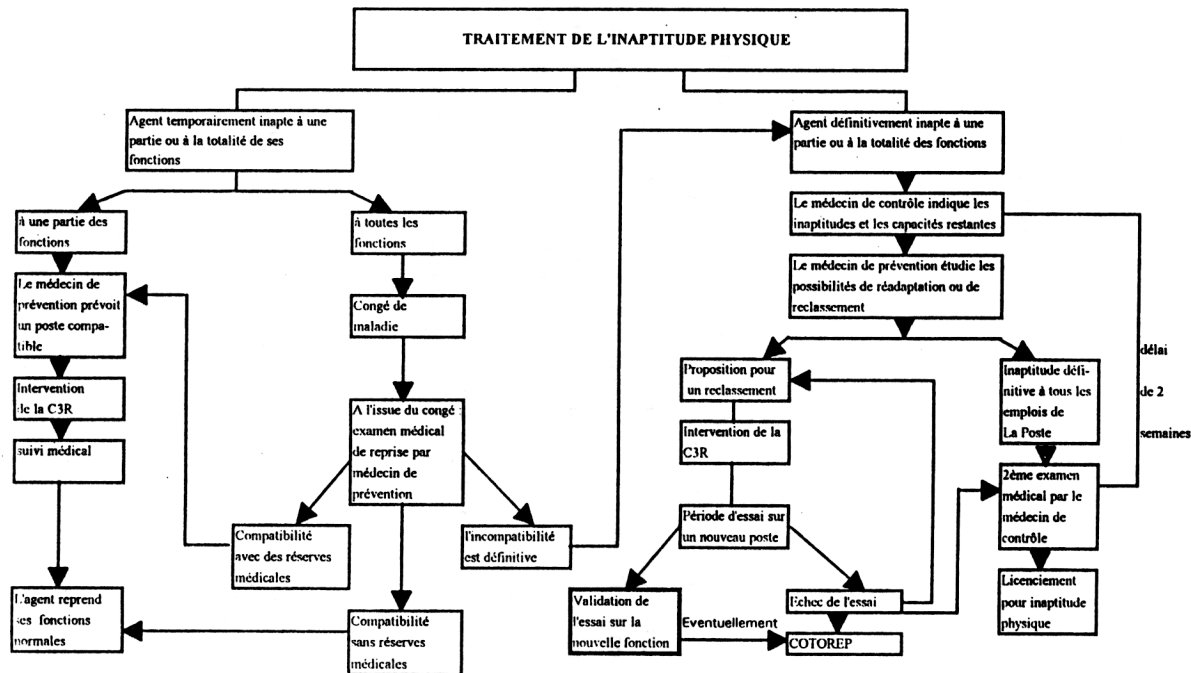 TRAITEMENT DE L'INAPTITUDE PHYSIQUE
Agent temporairement inapte à une
partie ou à la totalité de ses
fonctions
à une partie des
fonctions
Le médecin de
prévention prévoit
un poste compa-
tible
Intervention
de la C3R
suivi médical
L'agent reprend
ses fonctions
normales
à toutes les
fonctions
Congé de
maladie
A l'issue du congé :
examen médical
de reprise par
médecin de
prévention
Compatibilité
avec des réserves
médicales
Compatibilité
sans réserves
médicales
l'incompatibilité
est définitive
Agent définitivement inapte à une
partie ou à la totalité des fonctions
Le médecin de contrôle indique les
inaptitudes et les capacités restantes
Le médecin de prévention étudie les
possibilités de réadaptation ou de
reclassement
Proposition pour
un reclassement
Intervention de la
C3R
Période d'essai sur
un nouveau poste
Validation de
l'essai sur la
nouvelle fonction
Eventuellement
Echec de l'essai
COTOREP
Inaptitude défi-
nitive à tous les
emplois de
La Poste
2ème examen
médical par le
médecin de
contrôle
Licenciement
pour inaptitude
physique
délai
de 2
semaines